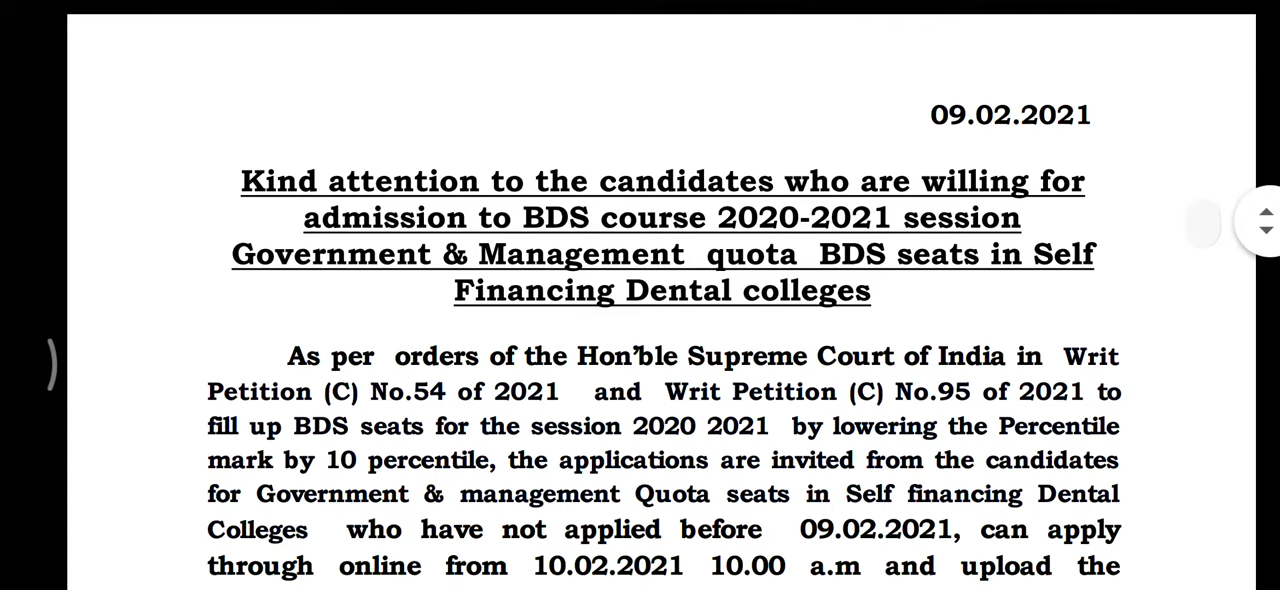 09.02.2021
Kind attention to the candidates who are willing for
admission to BDS course 2020-2021 session
Government & Management quota BDS seats in Self
Financing Dental colleges
As per orders of the Hon’ble Supreme Court of India in Writ
Petition (C) No.54 of 2021 and Writ Petition (C) No.95 of 2021 to
fill up BDS seats for the session 2020 2021 by lowering the Percentile
mark by 10 percentile, the applications are invited from the candidates
for Government & management Quota seats in Self financing Dental
Colleges who have not applied before 09.02.2021, can apply
through online from 10.02.2021 10.00 a.m and upload the